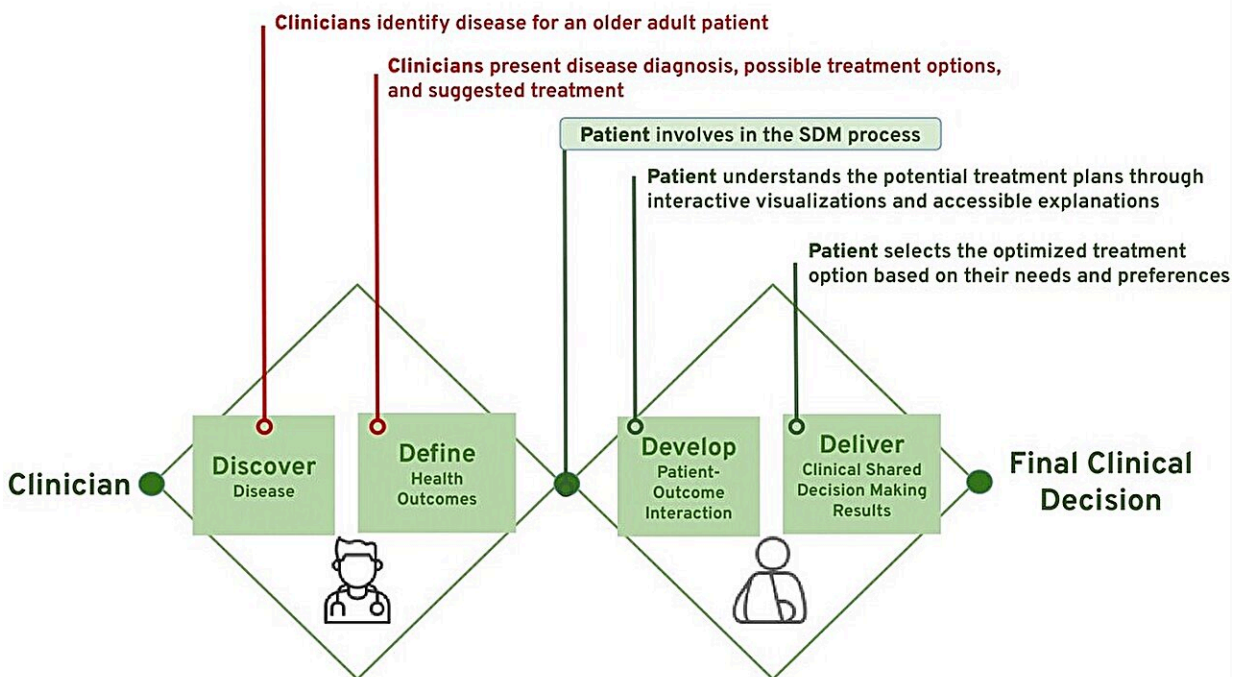 Clinicians identify disease for an older adult patient
Clinicians present disease diagnosis, possible treatment options,
and suggested treatment
Patient involves in the SDM process
Patient understands the potential treatment plans through
interactive visualizations and accessible explanations
Patient selects the optimized treatment
option based on their needs and preferences
Clinician
Discover
Disease
Define
Health
Outcomes
Develop
Patient-
Outcome
Interaction
Deliver
Clinical Shared
Decision Making
Results
Final Clinical
Decision